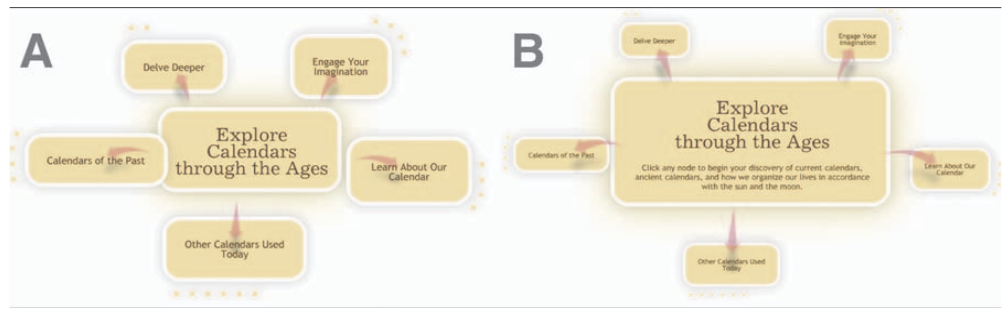 A
Delve Deeper
Engage Your
Imagination
Explore
Calendars
through the Ages
Calendars of the Past
Learn About Our
Calendar
Other Calendars Used
Today
B
Delve Deeper
Engage Your
Imagination
Explore
Calendars
through the Ages
Click any node to begin your discovery of current calendars,
ancient calendars, and how we organize our lives in accordance
with the sun and the moon.
Calendars of the Past
Learn About Our
Calendar
Other Calendars Used
Today